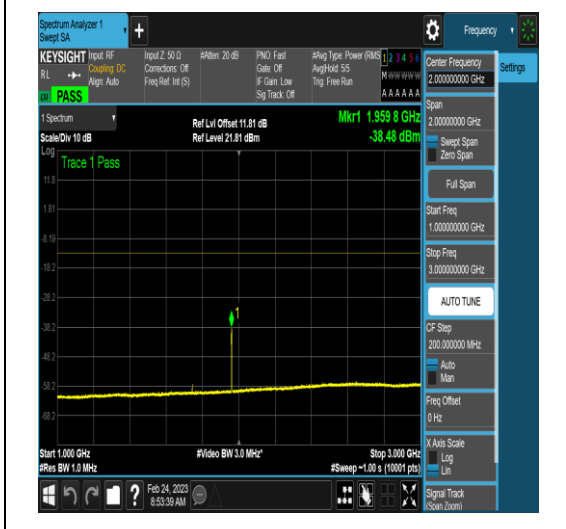 Spectrum Analyzer 1
Swept SA
+
Frequency
KEYSIGHT
Input: RF
Coupling: DC
Align: Auto
Input Z: 50 Ω
Corrections: Off
Freq Ref: Int (S)
#Atten: 20 dB
PNO: Fast
Gate: Off
IF Gain: Low
Sig Track: Off
#Avg Type: Power (RMS
Avg|Hold: 5/5
Trig: Free Run
1 2 3 4 5 6
M W W W W W
A A A A A A
RL
PASS
Center Frequency
2.000000000 GHz
Settings
Span
2.00000000 GHz
Swept Span
Zero Span
Full Span
Start Freq
1.000000000 GHz
Stop Freq
3.000000000 GHz
AUTO TUNE
CF Step
200.000000 MHz
Auto
Man
Freq Offset
0 Hz
X Axis Scale
Log
Lin
Signal Track
(Span Zoom)
1 Spectrum
Scale/Div 10 dB
Ref Lvl Offset 11.81 dB
Ref Level 21.81 dBm
Mkr1 1.959 8 GHz
-38.48 dBm
Log
Trace 1 Pass
11.8
1.81
-8.19
-18.2
-28.2
-38.2
-48.2
-58.2
-68.2
1
Start 1.000 GHz
#Res BW 1.0 MHz
#Video BW 3.0 MHz*
Stop 3.000 GHz
#Sweep ~1.00 s (10001 pts)
?
Feb 24, 2023
8:53:39 AM